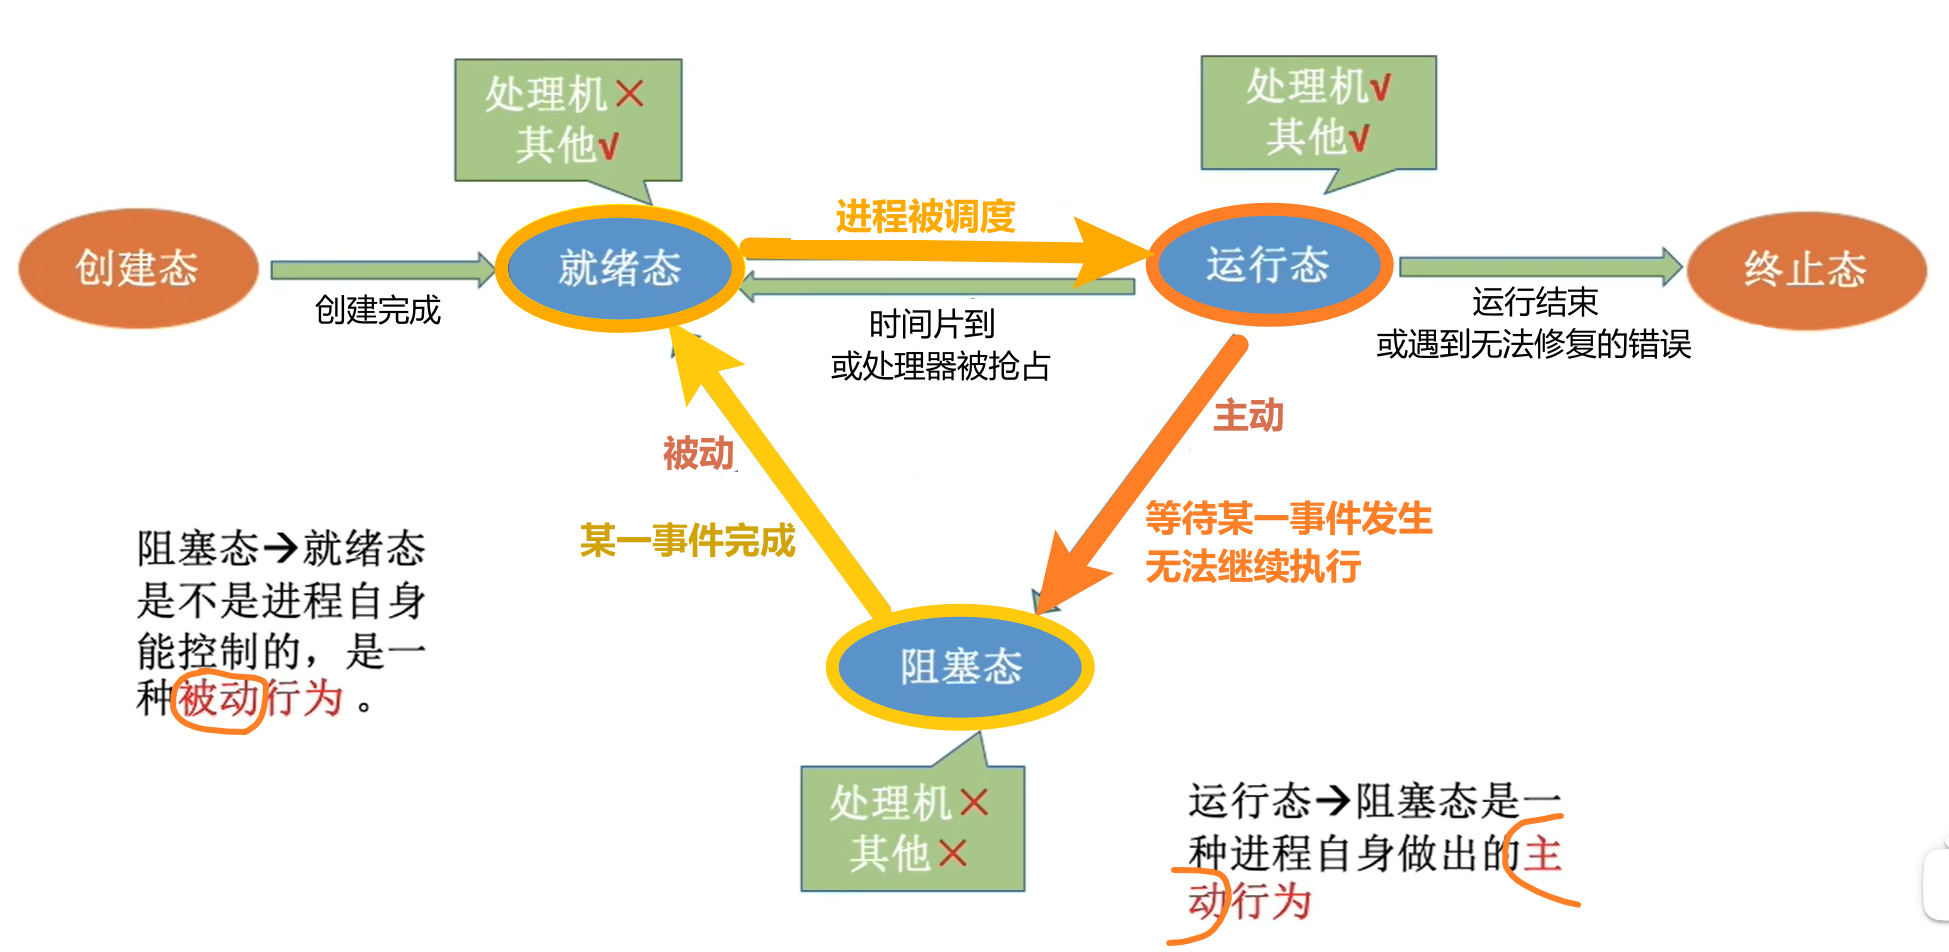 处理机×
其他√
处理机√
其他√
进程被调度
创建态
就绪态
运行态
终止态
创建完成
时间片到
或处理器被抢占
运行结束
或遇到无法修复的错误
被动
主动
某一事件完成
等待某一事件发生
无法继续执行
阻塞态→就绪态
是不是进程自身
能控制的，是一
种被动行为。
阻塞态
处理机×
其他×
运行态→阻塞态是一
种进程自身做出的主
动行为